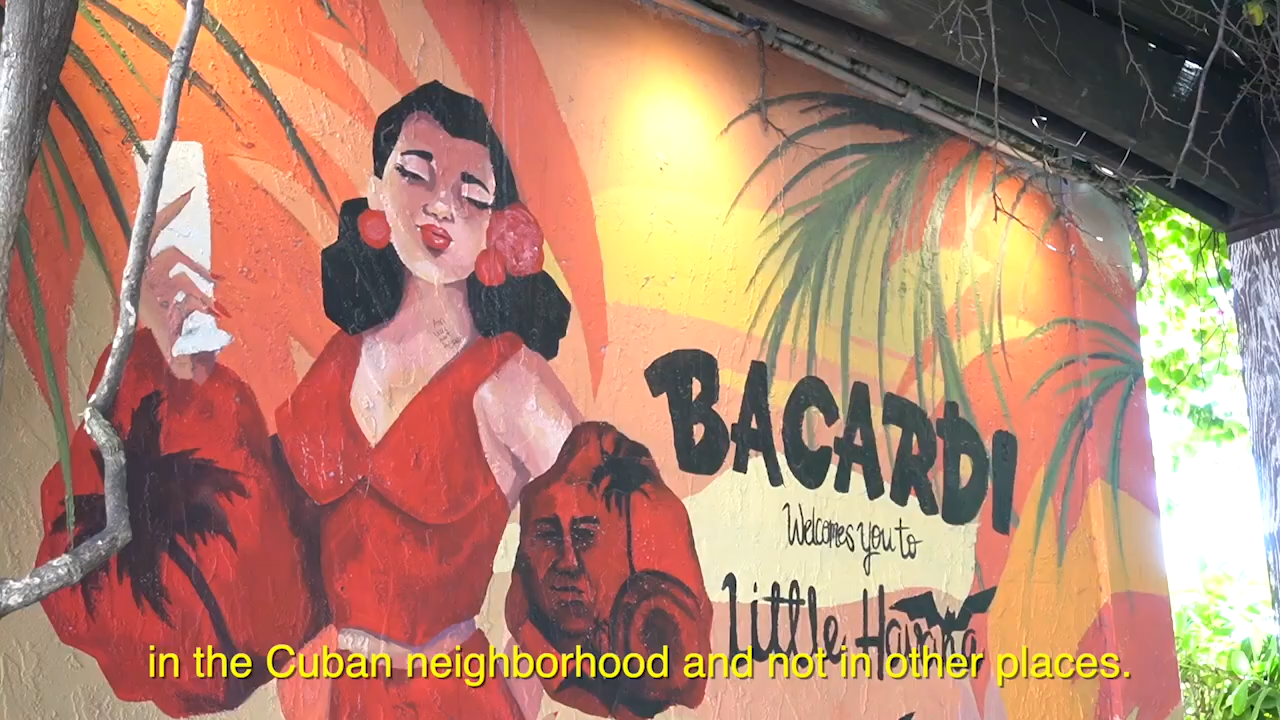 BACARDI
Welcomes you to
Little Havana
in the Cuban neighborhood and not in other places.